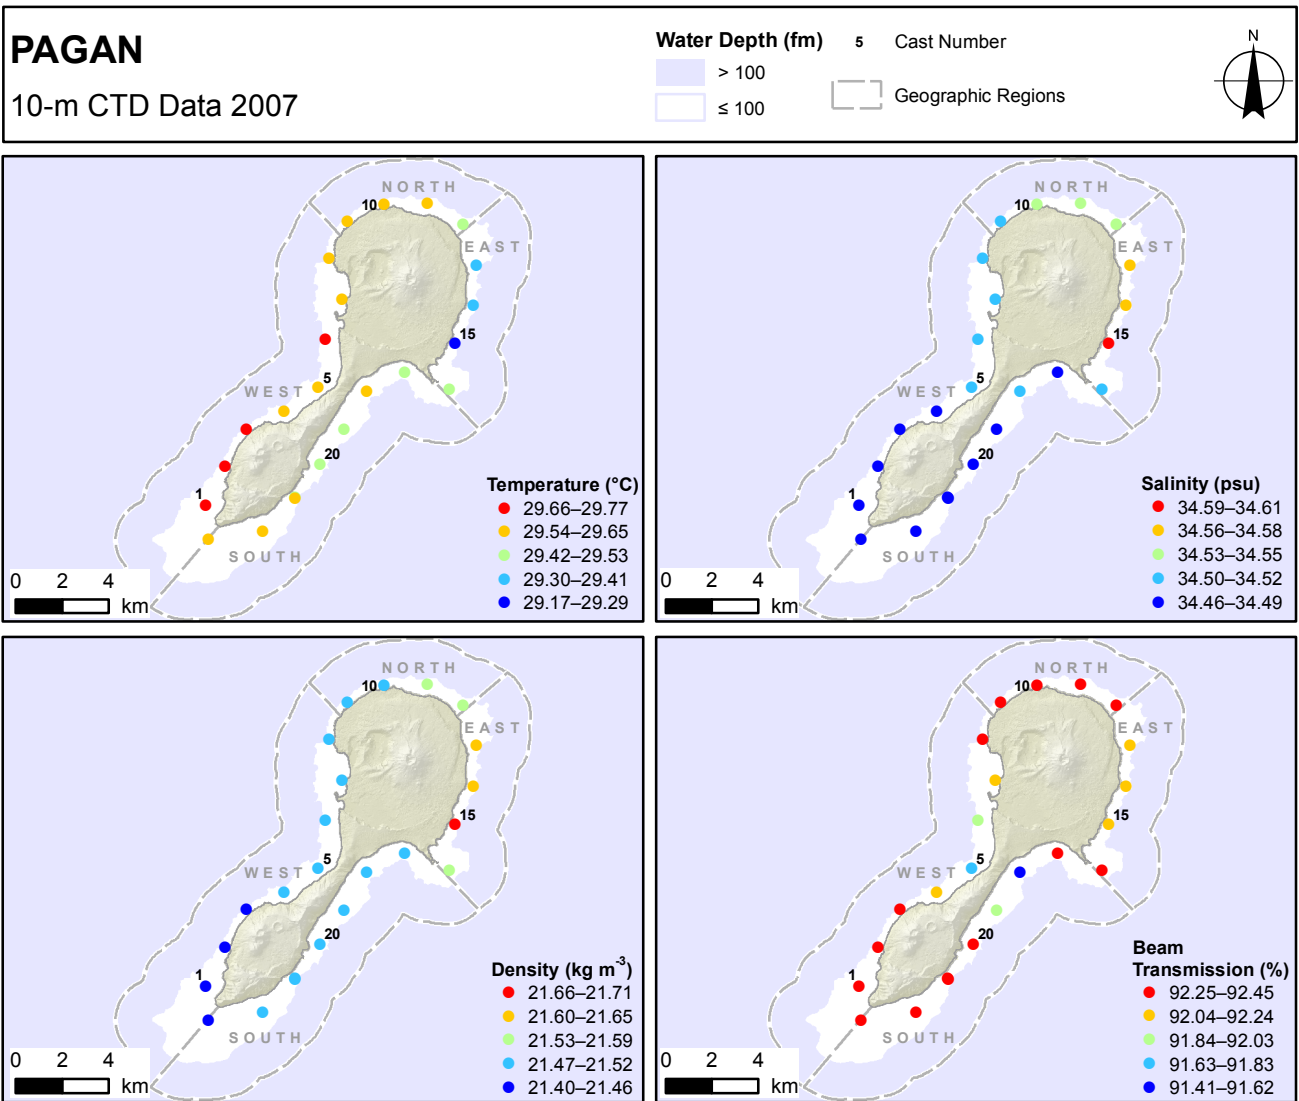 PAGAN
10-m CTD Data 2007
Water Depth (fm)
> 100
≤ 100
5 Cast Number
Geographic Regions
N
NORTH
10
EAST
15
5
WEST
20
1
SOUTH
Temperature (°C)
29.66–29.77
29.54–29.65
29.42–29.53
29.30–29.41
29.17–29.29
0 2 4
km
NORTH
10
EAST
15
5
WEST
20
1
SOUTH
Salinity (psu)
34.59–34.61
34.56–34.58
34.53–34.55
34.50–34.52
34.46–34.49
0 2 4
km
NORTH
10
EAST
15
5
WEST
20
1
SOUTH
Density (kg m-3)
21.66–21.71
21.60–21.65
21.53–21.59
21.47–21.52
21.40–21.46
0 2 4
km
NORTH
10
EAST
15
5
WEST
20
1
SOUTH
Beam
Transmission (%)
92.25–92.45
92.04–92.24
91.84–92.03
91.63–91.83
91.41–91.62
0 2 4
km